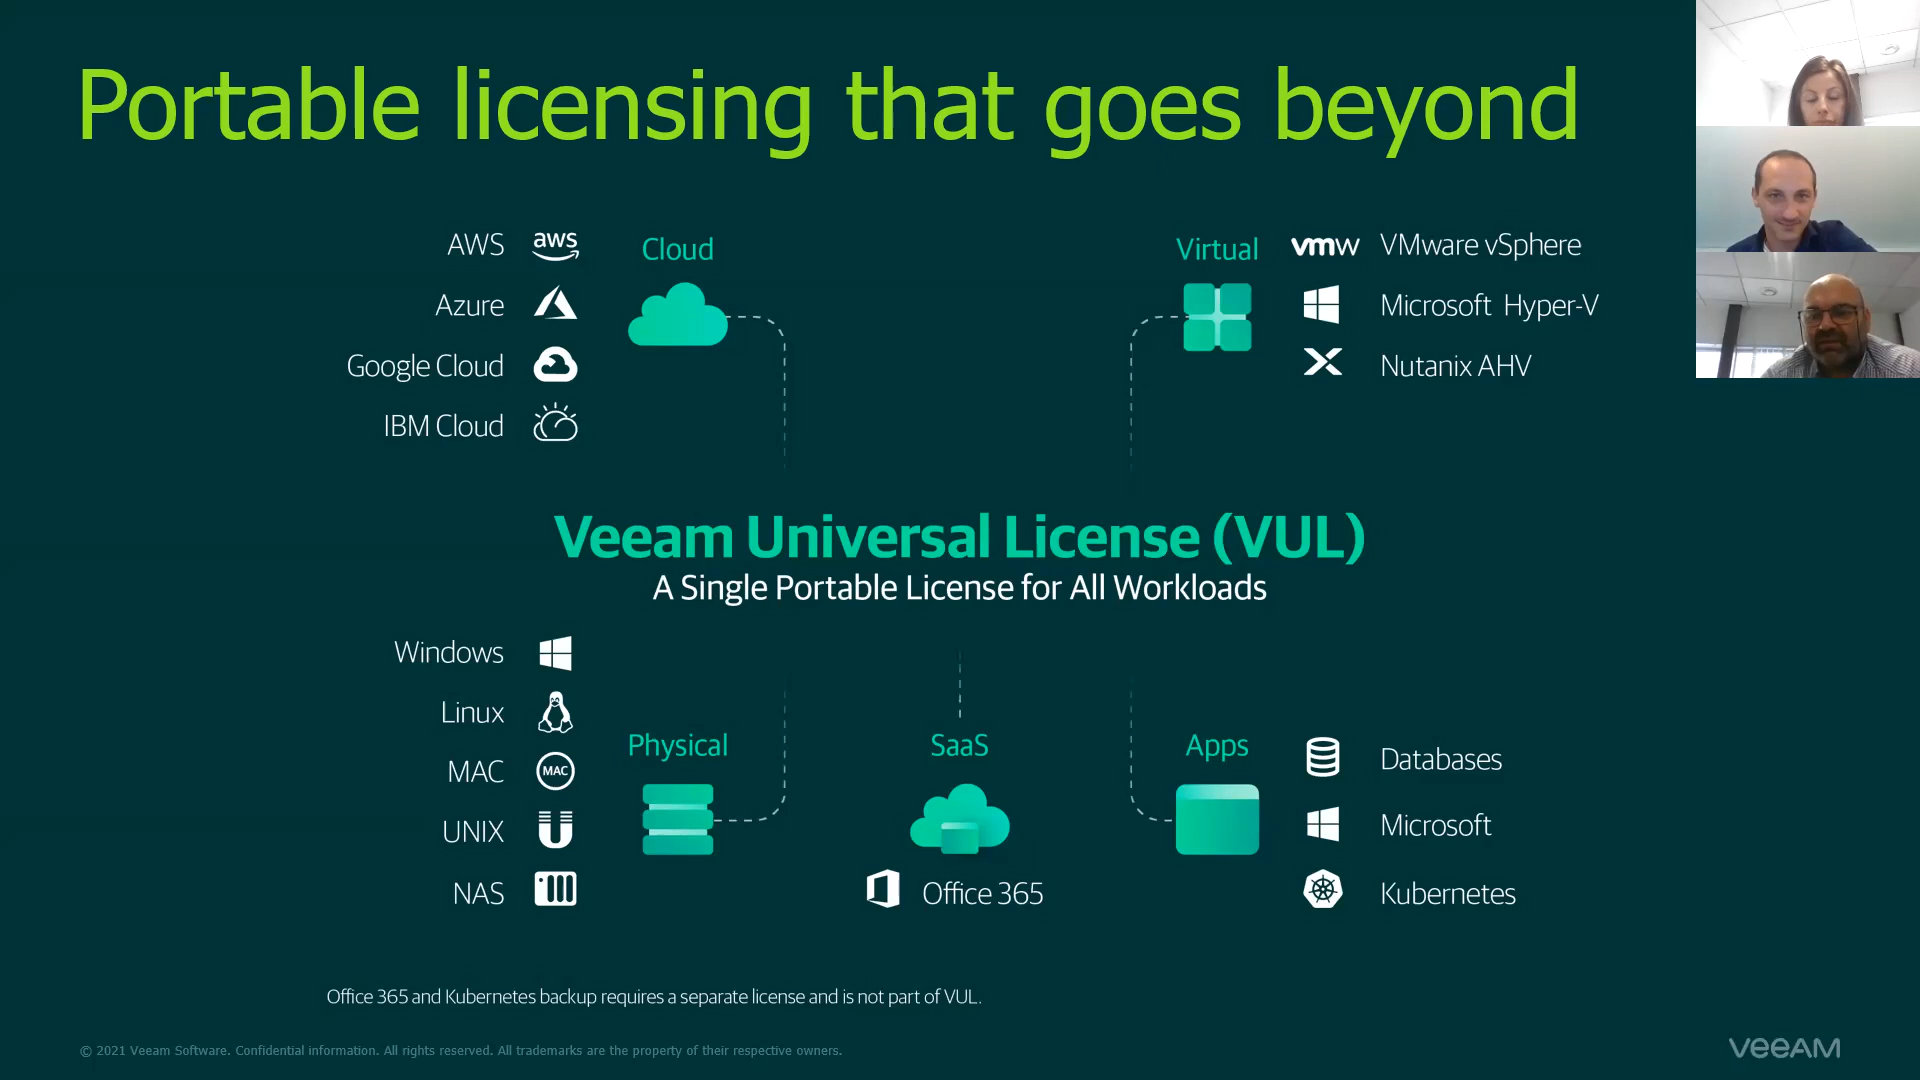 Portable licensing that goes beyond
AWS aws
Azure
Google Cloud
IBM Cloud
Cloud
Virtual
vmw VMware vSphere
Microsoft Hyper-V
Nutanix AHV
Veeam Universal License (VUL)
A Single Portable License for All Workloads
Windows
Linux
MAC MAC
UNIX
NAS
Physical
SaaS
Office 365
Apps
Databases
Microsoft
Kubernetes
Office 365 and Kubernetes backup requires a separate license and is not part of VUL.
© 2021 Veeam Software. Confidential information. All rights reserved. All trademarks are the property of their respective owners.
veeAM